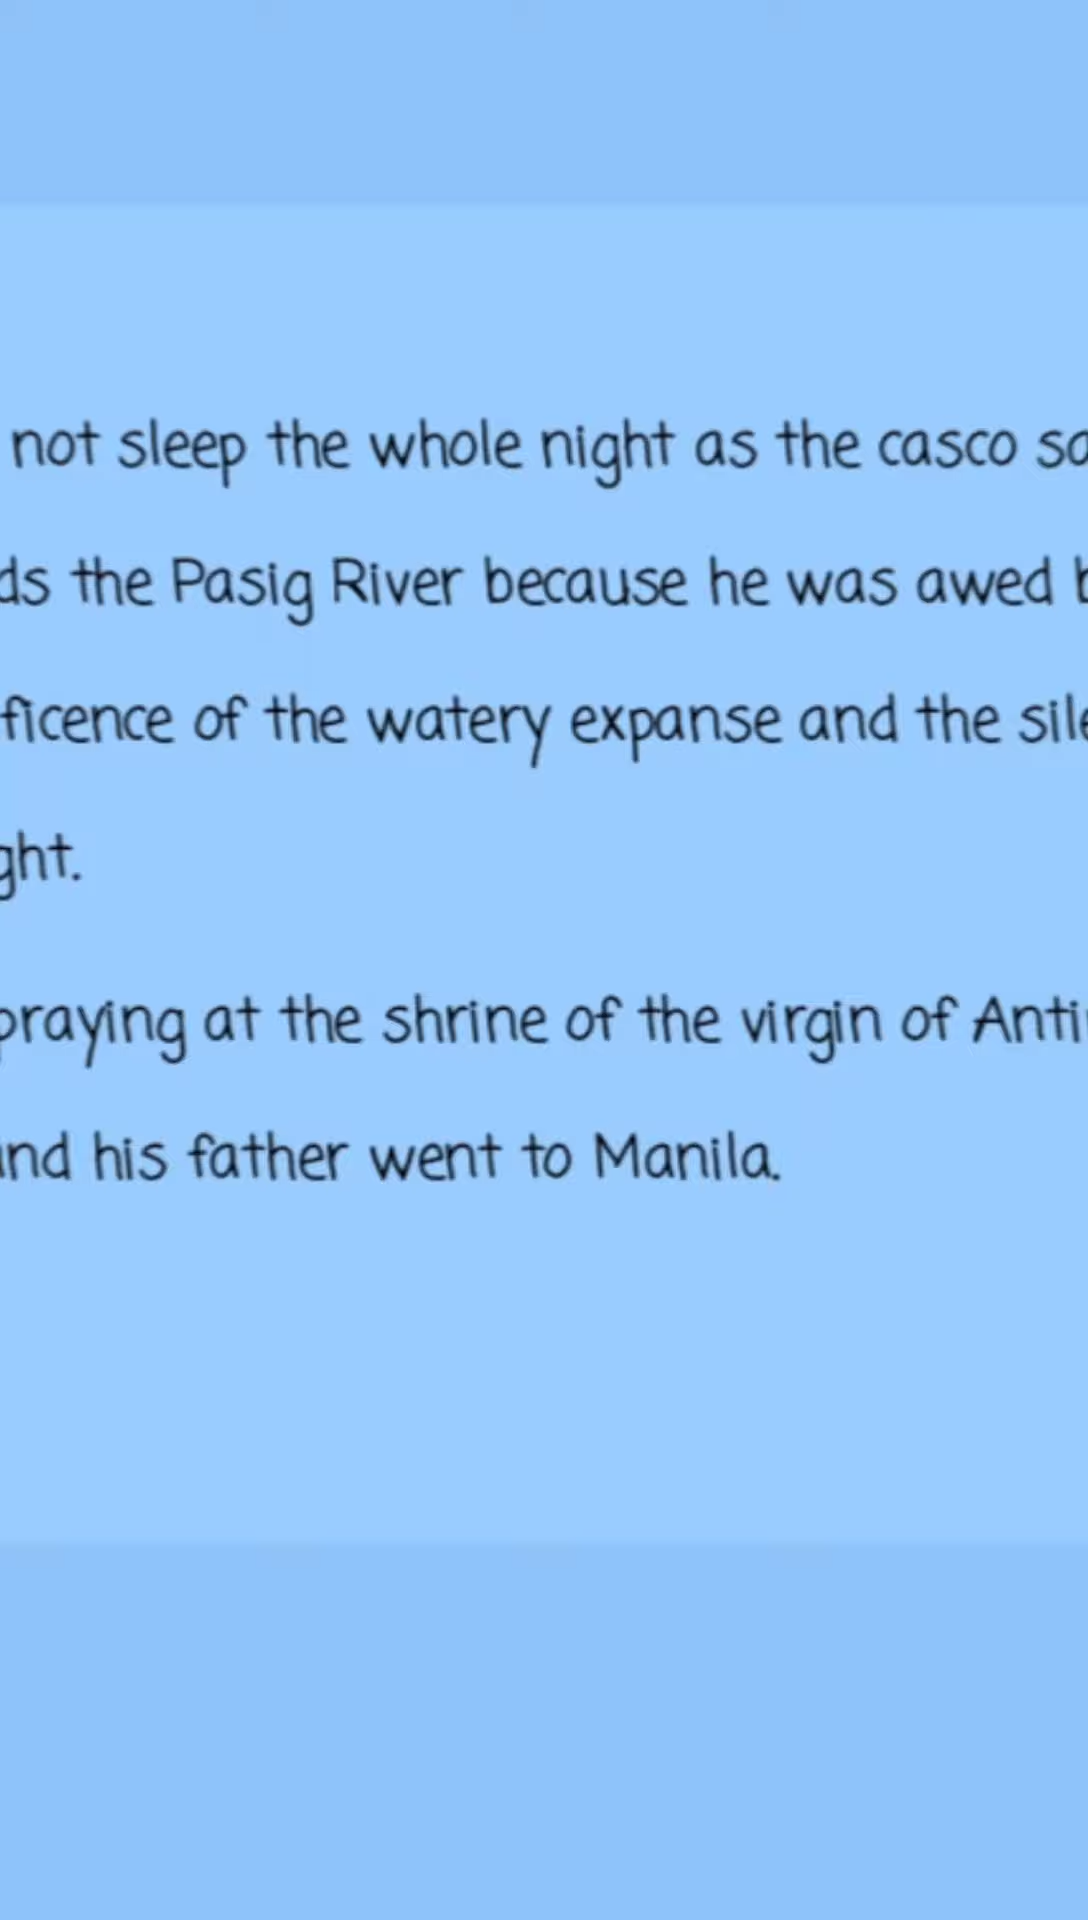 not sleep the whole night as the casco sa
ds the Pasig River because he was awed b
ficence of the watery expanse and the sile
ght.
praying at the shrine of the virgin of Anti
and his father went to Manila.